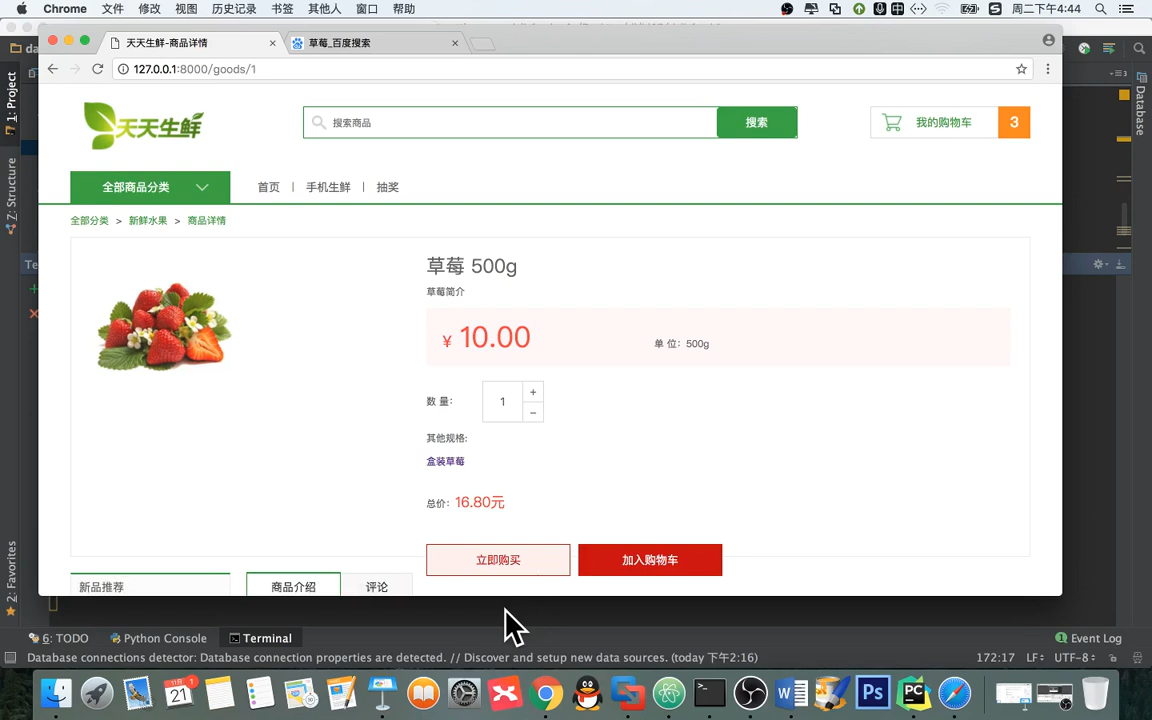 Chrome 文件 修改 视图 历史记录 书签 其他人 窗口 帮助 周二下午4:44
天天生鲜-商品详情 草莓_百度搜索
127.0.0.1:8000/goods/1
天天生鲜 搜索商品 搜索 我的购物车 3
全部商品分类 首页 手机生鲜 抽奖
全部分类 > 新鲜水果 > 商品详情
草莓 500g
草莓简介
¥ 10.00 单 位：500g
数 量： 1 + −
其他规格:
盒装草莓
总价：16.80元
立即购买 加入购物车
新品推荐 商品介绍 评论
1: Project
Z: Structure
2: Favorites
Database
6: TODO Python Console Terminal 1 Event Log
Database connections detector: Database connection properties are detected. // Discover and setup new data sources. (today 下午2:16) 172:17 LF UTF-8
21 Ps PC